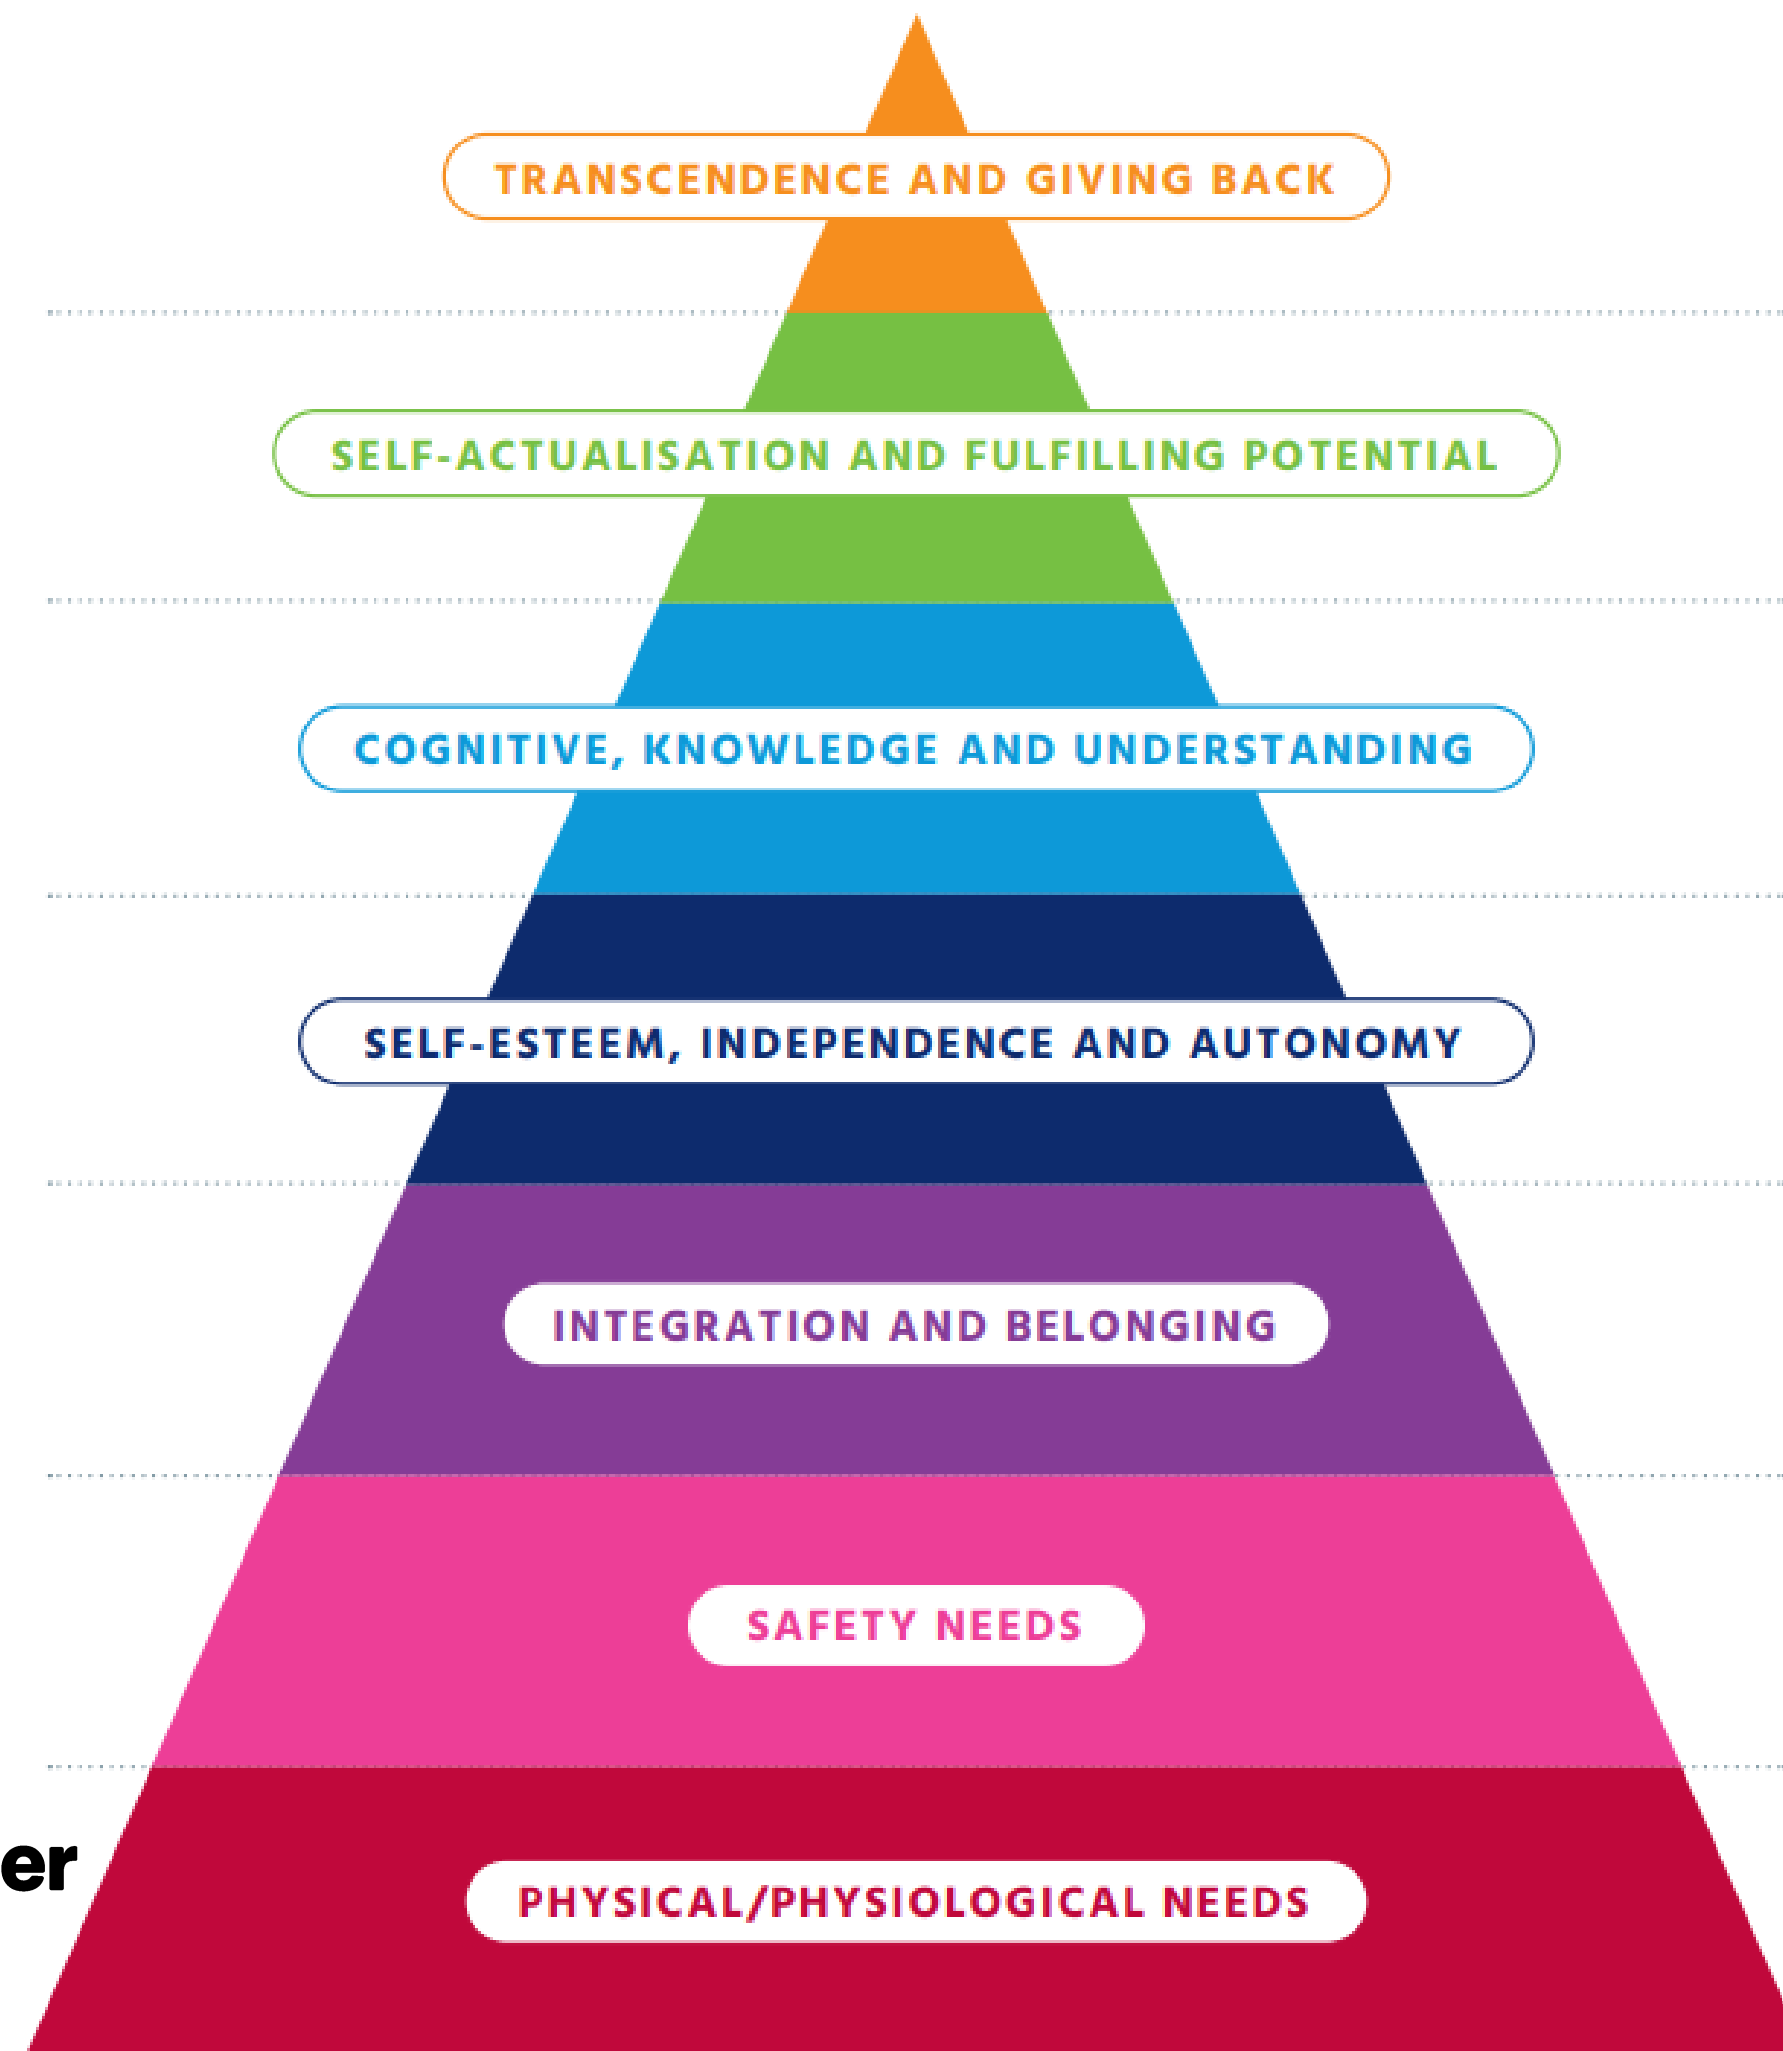 TRANSCENDENCE AND GIVING BACK
SELF-ACTUALISATION AND FULFILLING POTENTIAL
COGNITIVE, KNOWLEDGE AND UNDERSTANDING
SELF-ESTEEM, INDEPENDENCE AND AUTONOMY
INTEGRATION AND BELONGING
SAFETY NEEDS
er
PHYSICAL/PHYSIOLOGICAL NEEDS